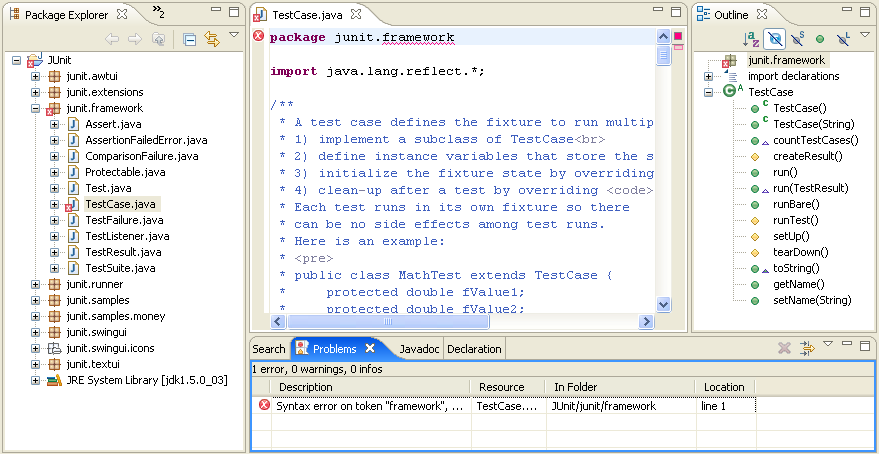 Package Explorer
2
JUnit
junit.awtui
junit.extensions
junit.framework
Assert.java
AssertionFailedError.java
ComparisonFailure.java
Protectable.java
Test.java
TestCase.java
TestFailure.java
TestListener.java
TestResult.java
TestSuite.java
junit.runner
junit.samples
junit.samples.money
junit.swingui
junit.swingui.icons
junit.textui
JRE System Library [jdk1.5.0_03]
TestCase.java
package junit.framework
import java.lang.reflect.*;
/**
* A test case defines the fixture to run multip
* 1) implement a subclass of TestCase<br>
* 2) define instance variables that store the s
* 3) initialize the fixture state by overriding
* 4) clean-up after a test by overriding <code>
* Each test runs in its own fixture so there
* can be no side effects among test runs.
* Here is an example:
* <pre>
* public class MathTest extends TestCase {
*     protected double fValue1;
*     protected double fValue2;
Outline
junit.framework
import declarations
TestCase
TestCase()
TestCase(String)
countTestCases()
createResult()
run()
run(TestResult)
runBare()
runTest()
setUp()
tearDown()
toString()
getName()
setName(String)
Search Problems Javadoc Declaration
1 error, 0 warnings, 0 infos
Description Resource In Folder Location
Syntax error on token "framework", ... TestCase.... JUnit/junit/framework line 1